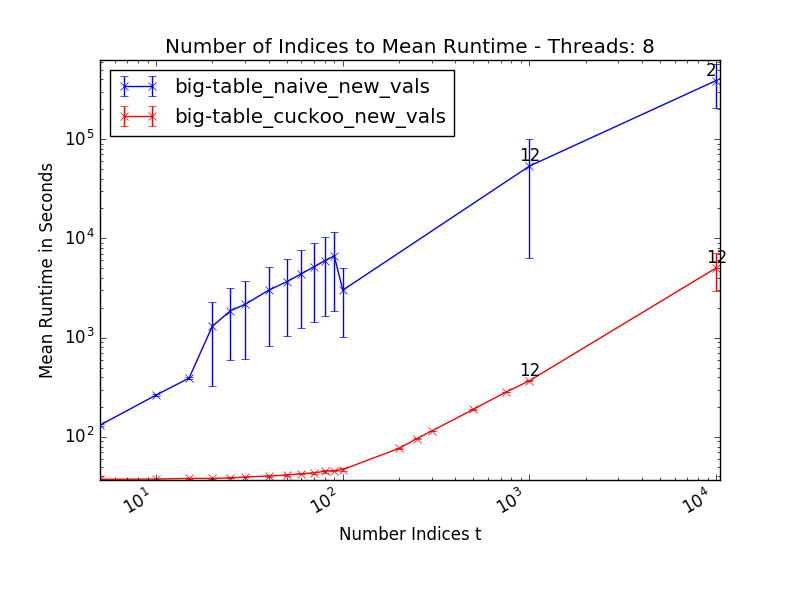 Number of Indices to Mean Runtime - Threads: 8
big-table_naive_new_vals
big-table_cuckoo_new_vals
Mean Runtime in Seconds
10^5
10^4
10^3
10^2
2
12
12
12
10^1
10^2
10^3
10^4
Number Indices t